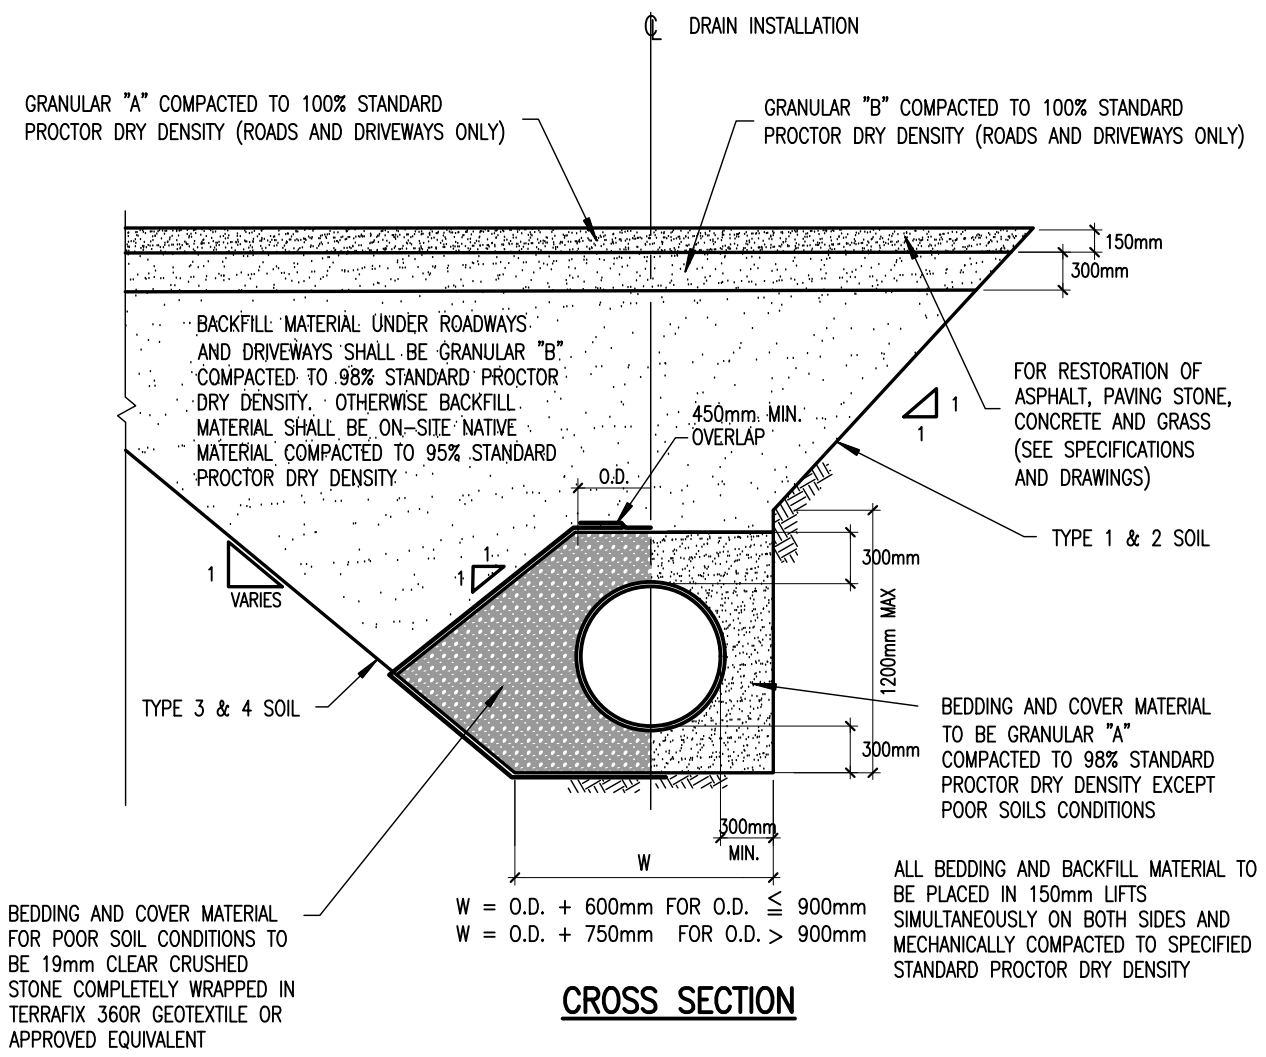 ℄ DRAIN INSTALLATION
GRANULAR "A" COMPACTED TO 100% STANDARD
PROCTOR DRY DENSITY (ROADS AND DRIVEWAYS ONLY)
GRANULAR "B" COMPACTED TO 100% STANDARD
PROCTOR DRY DENSITY (ROADS AND DRIVEWAYS ONLY)
150mm
300mm
BACKFILL MATERIAL UNDER ROADWAYS
AND DRIVEWAYS SHALL BE GRANULAR "B"
COMPACTED TO 98% STANDARD PROCTOR
DRY DENSITY. OTHERWISE BACKFILL
MATERIAL SHALL BE ON-SITE NATIVE
MATERIAL COMPACTED TO 95% STANDARD
PROCTOR DRY DENSITY
450mm MIN.
OVERLAP
O.D.
1
1
FOR RESTORATION OF
ASPHALT, PAVING STONE,
CONCRETE AND GRASS
(SEE SPECIFICATIONS
AND DRAWINGS)
TYPE 1 & 2 SOIL
1
VARIES
1
1
300mm
1200mm MAX
300mm
TYPE 3 & 4 SOIL
BEDDING AND COVER MATERIAL
TO BE GRANULAR "A"
COMPACTED TO 98% STANDARD
PROCTOR DRY DENSITY EXCEPT
POOR SOILS CONDITIONS
300mm
MIN.
W
W = O.D. + 600mm FOR O.D. ≦ 900mm
W = O.D. + 750mm FOR O.D. > 900mm
ALL BEDDING AND BACKFILL MATERIAL TO
BE PLACED IN 150mm LIFTS
SIMULTANEOUSLY ON BOTH SIDES AND
MECHANICALLY COMPACTED TO SPECIFIED
STANDARD PROCTOR DRY DENSITY
BEDDING AND COVER MATERIAL
FOR POOR SOIL CONDITIONS TO
BE 19mm CLEAR CRUSHED
STONE COMPLETELY WRAPPED IN
TERRAFIX 360R GEOTEXTILE OR
APPROVED EQUIVALENT
CROSS SECTION